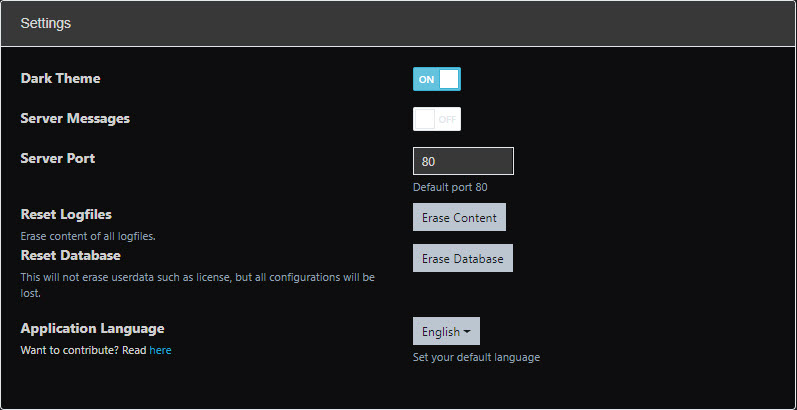 Settings
Dark Theme
ON
Server Messages
OFF
Server Port
80
Default port 80
Reset Logfiles
Erase Content
Erase content of all logfiles.
Reset Database
Erase Database
This will not erase userdata such as license, but all configurations will be
lost.
Application Language
English
Want to contribute? Read here
Set your default language